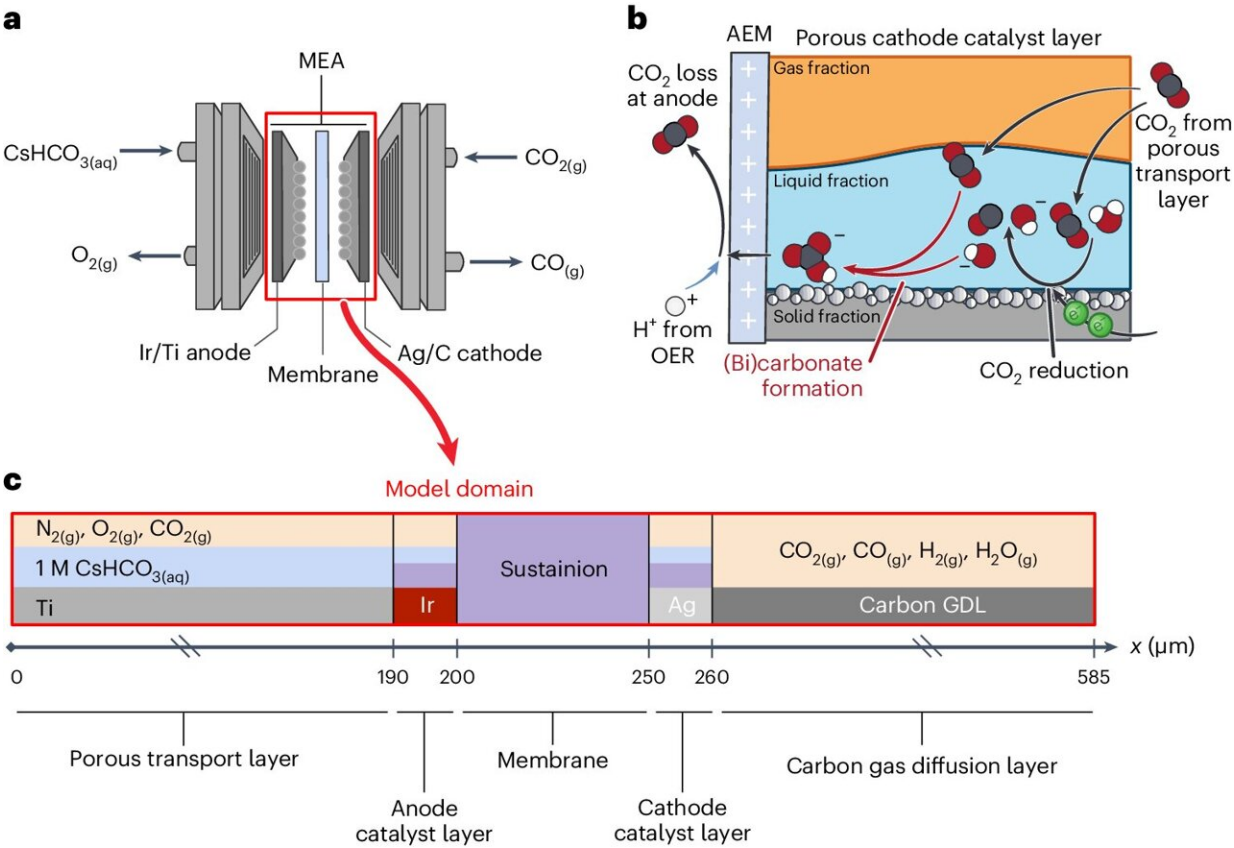 a
MEA
CsHCO3(aq)
CO2(g)
O2(g)
CO(g)
Ir/Ti anode
Ag/C cathode
Membrane
b
AEM
Porous cathode catalyst layer
CO2 loss
at anode
Gas fraction
CO2 from
porous
transport
layer
Liquid fraction
−
−
−
+
H+ from
OER
Solid fraction
e−
e−
(Bi)carbonate
formation
CO2 reduction
+
+
+
+
+
+
+
+
+
c
Model domain
N2(g), O2(g), CO2(g)
1 M CsHCO3(aq)
Ti
Ir
Sustainion
Ag
CO2(g), CO(g), H2(g), H2O(g)
Carbon GDL
x (μm)
0
190
200
250
260
585
Porous transport layer
Anode
catalyst layer
Membrane
Cathode
catalyst layer
Carbon gas diffusion layer